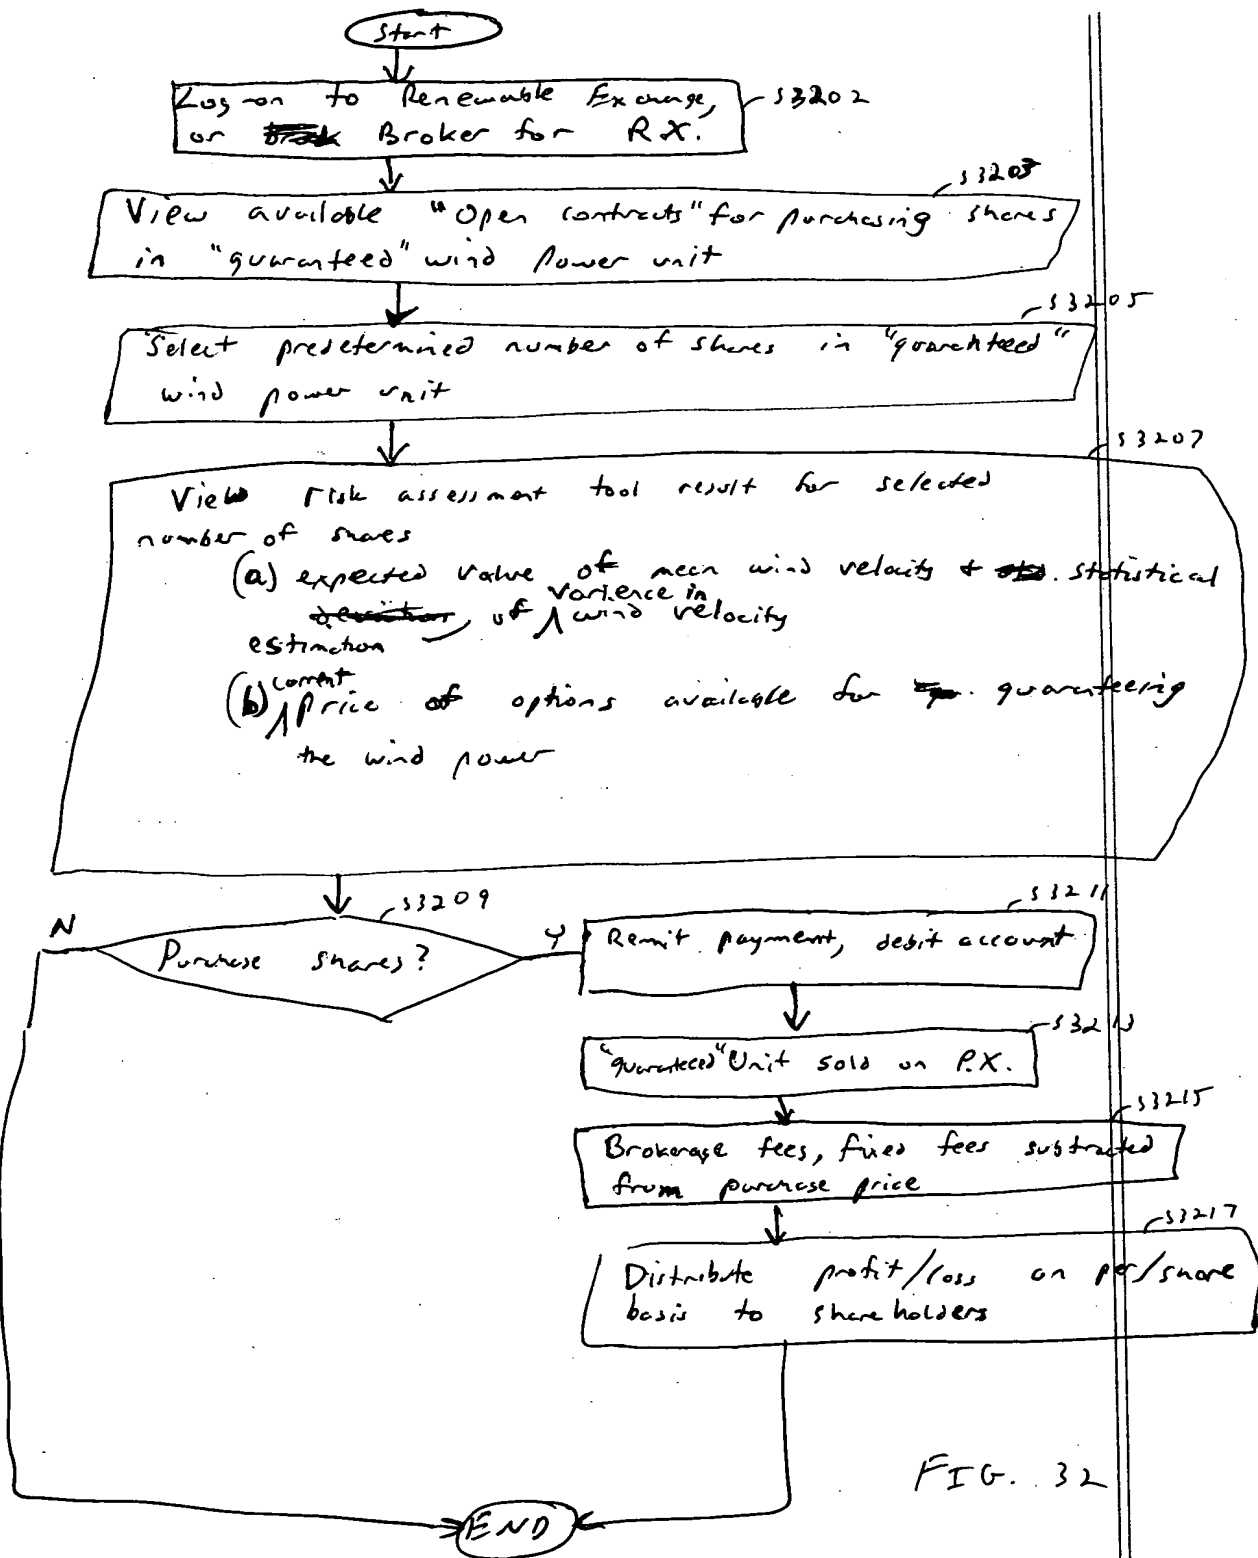 Start
Log-on to Renewable Exchange,
or Broker for R.X.
S3202
S3203
View available "Open contracts" for purchasing shares
in "guaranteed" wind power unit
S3205
Select predetermined number of shares in "guaranteed"
wind power unit
S3207
View risk assessment tool result for selected
number of shares
(a) expected value of mean wind velocity + statistical
varience in
of wind velocity
estimation
current
(b) price of options available for guaranteeing
the wind power
S3209
N
Purchase shares?
Y
S3211
Remit payment, debit account
S3213
"guaranteed" Unit sold on P.X.
S3215
Brokerage fees, fixed fees subtracted
from purchase price
S3217
Distribute profit/loss on per/share
basis to shareholders
FIG. 32
END